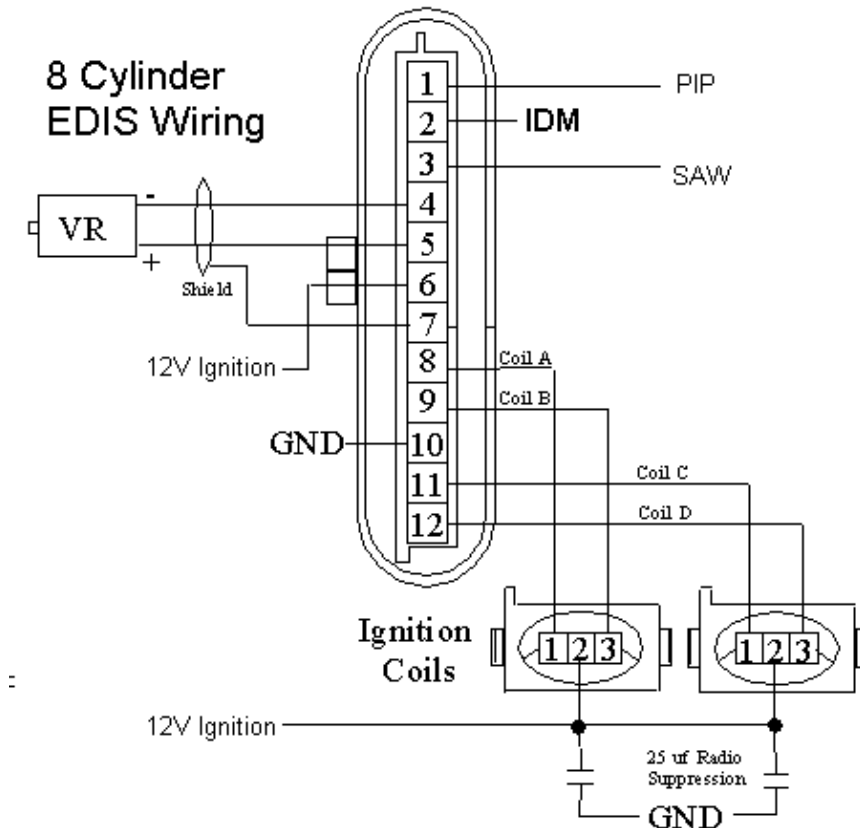 8 Cylinder
EDIS Wiring
1
PIP
2
IDM
3
SAW
-
4
VR
5
+
6
Shield
7
12V Ignition
8
Coil A
9
Coil B
GND
10
11
Coil C
12
Coil D
Ignition
Coils
1 2 3
1 2 3
12V Ignition
25 uf Radio
Suppression
GND